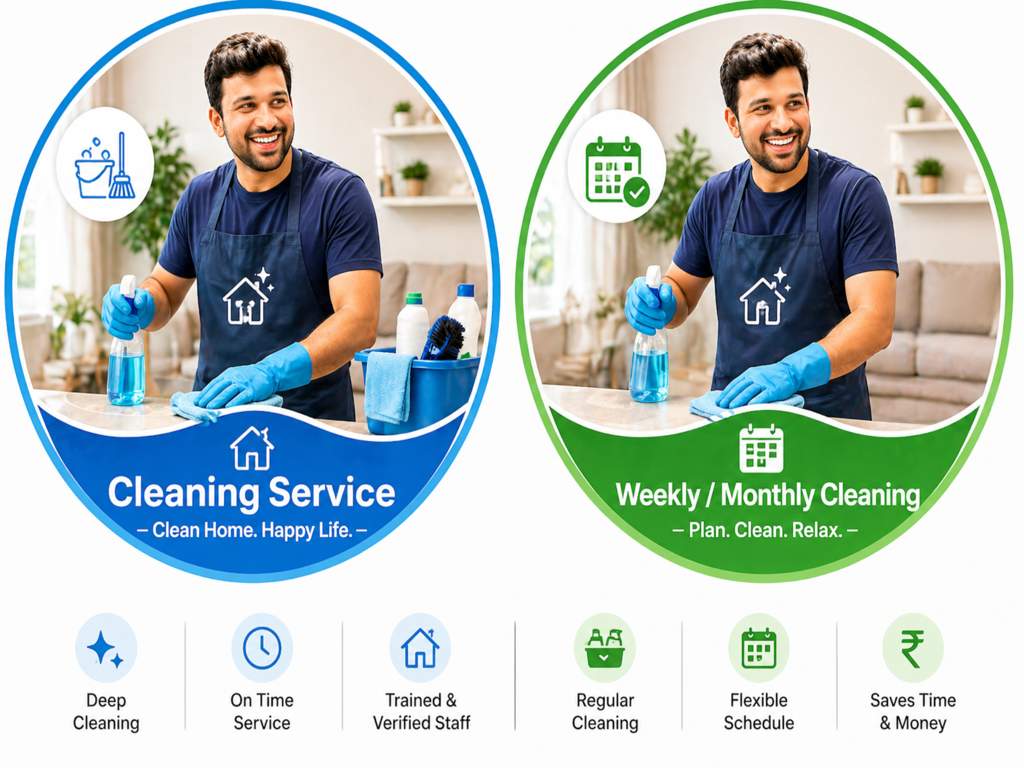 Cleaning Service
– Clean Home. Happy Life. –
Weekly / Monthly Cleaning
– Plan. Clean. Relax. –
Deep
Cleaning
On Time
Service
Trained &
Verified Staff
Regular
Cleaning
Flexible
Schedule
₹
Saves Time
& Money